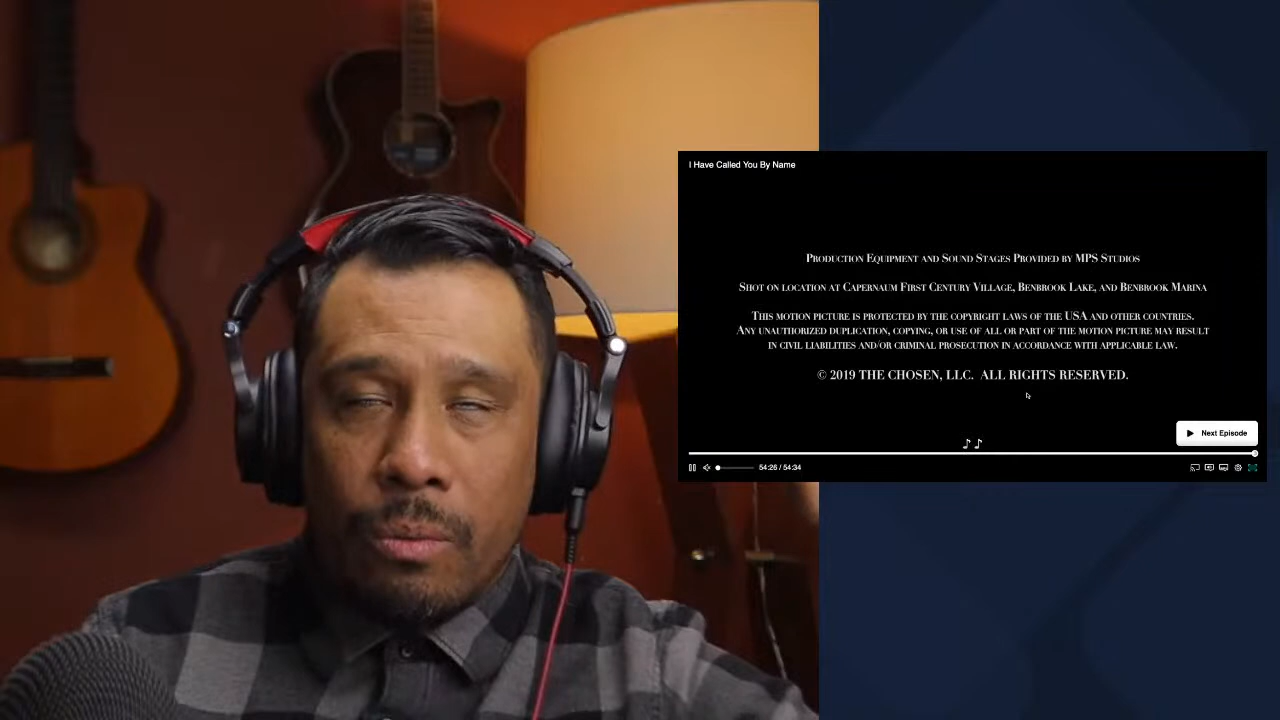 I Have Called You By Name
Production Equipment and Sound Stages Provided by MPS Studios
Shot on location at Capernaum First Century Village, Benbrook Lake, and Benbrook Marina
This motion picture is protected by the copyright laws of the USA and other countries.
Any unauthorized duplication, copying, or use of all or part of the motion picture may result
in civil liabilities and/or criminal prosecution in accordance with applicable law.
© 2019 THE CHOSEN, LLC. ALL RIGHTS RESERVED.
Next Episode
♪ ♪
54:26 / 54:34